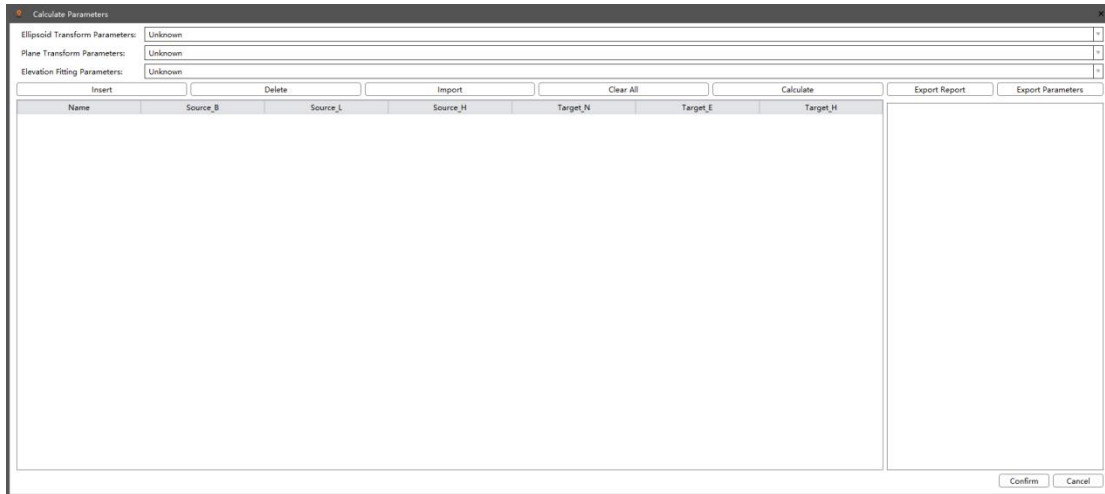 Calculate Parameters
Ellipsoid Transform Parameters: Unknown
Plane Transform Parameters: Unknown
Elevation Fitting Parameters: Unknown
Insert Delete Import Clear All Calculate Export Report Export Parameters
Name Source_B Source_L Source_H Target_N Target_E Target_H
Confirm Cancel